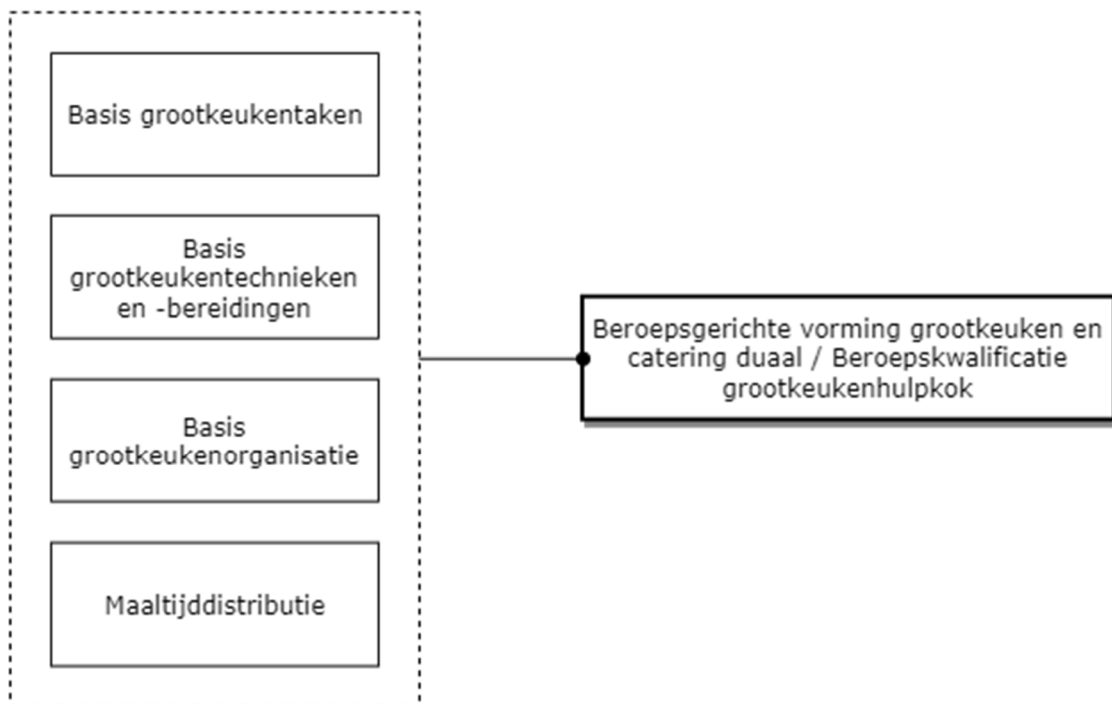 Basis grootkeukentaken
Basis
grootkeukentechnieken
en -bereidingen
Basis
grootkeukenorganisatie
Maaltijddistributie
Beroepsgerichte vorming grootkeuken en
catering duaal / Beroepskwalificatie
grootkeukenhulpkok